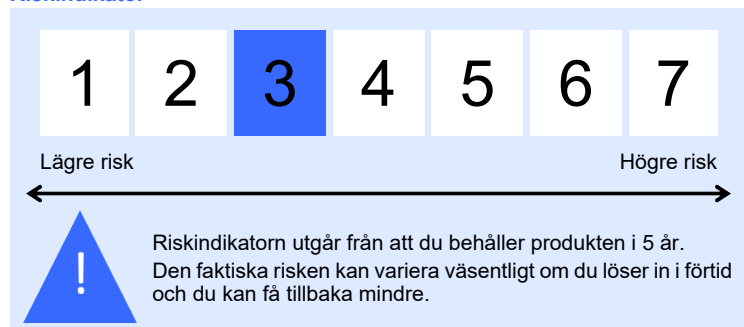 Riskindikator
1 2 3 4 5 6 7
Lägre risk Högre risk
!
Riskindikatorn utgår från att du behåller produkten i 5 år.
Den faktiska risken kan variera väsentligt om du löser in i förtid
och du kan få tillbaka mindre.